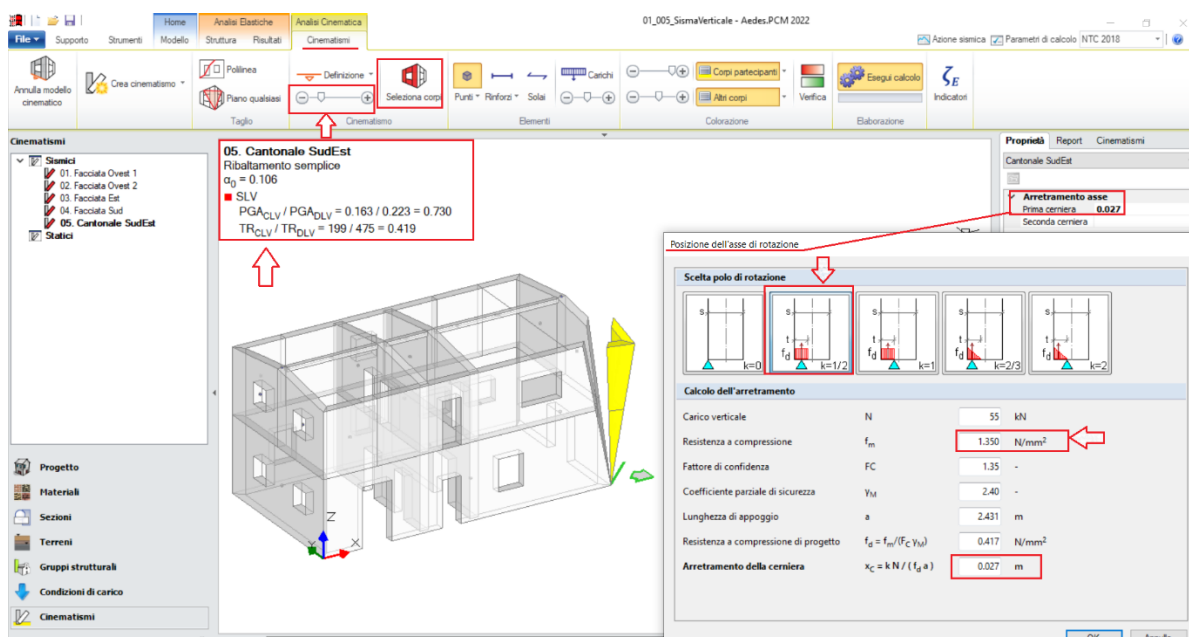 01_005_SismaVerticale - Aedes.PCM 2022
Home Analisi Elastiche Analisi Cinematica
File Supporto Strumenti Modello Struttura Risultati Cinematismi
Azione sismica Parametri di calcolo NTC 2018
Annulla modello cinematico
Crea cinematismo
Polilinea
Piano qualsiasi
Taglio
Definizione
Seleziona corpi
Cinematismo
Punti Rinforzi Solai
Carichi
Elementi
Corpi partecipanti
Altri corpi
Verifica
Colorazione
Esegui calcolo
Elaborazione
ζE
Indicatori
Cinematismi
Sismici
01. Facciata Ovest 1
02. Facciata Ovest 2
03. Facciata Est
04. Facciata Sud
05. Cantonale SudEst
Statici
Progetto
Materiali
Sezioni
Terreni
Gruppi strutturali
Condizioni di carico
Cinematismi
05. Cantonale SudEst
Ribaltamento semplice
α0 = 0.106
SLV
PGACLV / PGADLV = 0.163 / 0.223 = 0.730
TRCLV / TRDLV = 199 / 475 = 0.419
Z
Y X
Proprietà Report Cinematismi
Cantonale SudEst
Arretramento asse
Prima cerniera 0.027
Seconda cerniera
Posizione dell'asse di rotazione
Scelta polo di rotazione
s k=0
s t fd k=1/2
s t fd k=1
s t fd k=2/3
s t fd k=2
Calcolo dell'arretramento
Carico verticale N 55 kN
Resistenza a compressione fm 1.350 N/mm2
Fattore di confidenza FC 1.35 -
Coefficiente parziale di sicurezza γM 2.40 -
Lunghezza di appoggio a 2.431 m
Resistenza a compressione di progetto fd = fm/(FC γM) 0.417 N/mm2
Arretramento della cerniera xC = k N / ( fd a ) 0.027 m